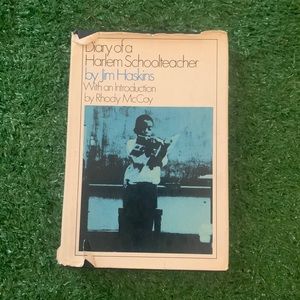 Diary of a
Harlem Schoolteacher
by Jim Haskins
With an Introduction
by Rhody McCoy